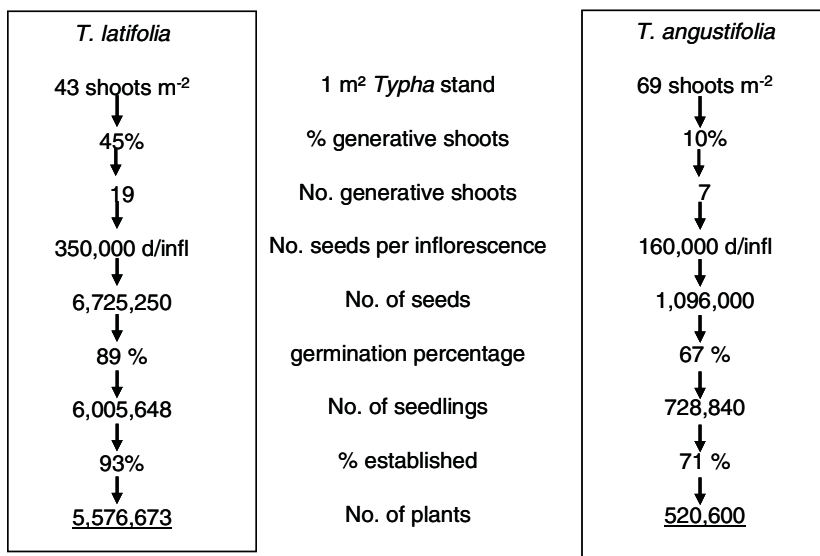 T. latifolia T. angustifolia
43 shoots m-2 1 m² Typha stand 69 shoots m-2
45% % generative shoots 10%
19 No. generative shoots 7
350,000 d/infl No. seeds per inflorescence 160,000 d/infl
6,725,250 No. of seeds 1,096,000
89 % germination percentage 67 %
6,005,648 No. of seedlings 728,840
93% % established 71 %
5,576,673 No. of plants 520,600